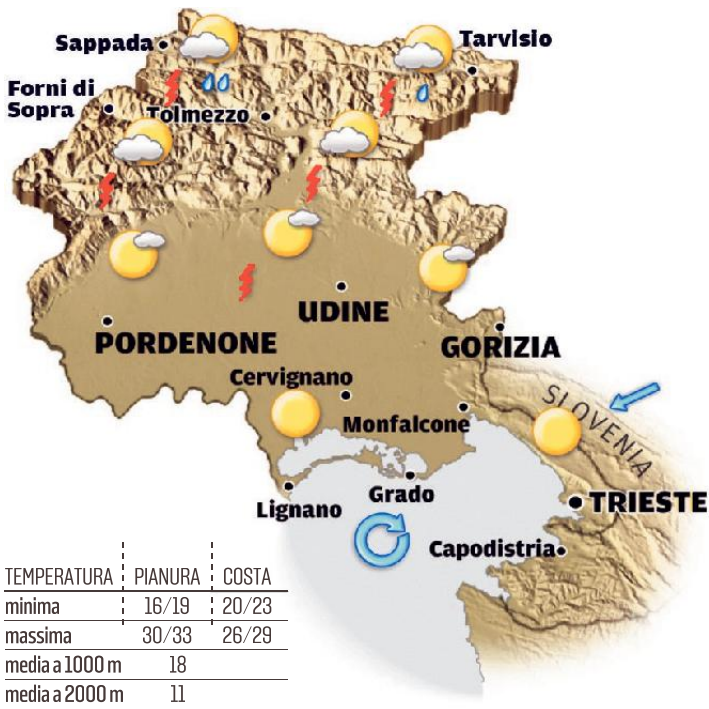 Sappada
Tarvisio
Forni di
Sopra
Tolmezzo
UDINE
PORDENONE
GORIZIA
Cervignano
SLOVENIA
Monfalcone
Grado
TRIESTE
Lignano
Capodistria
TEMPERATURA PIANURA COSTA
minima 16/19 20/23
massima 30/33 26/29
media a 1000 m 18
media a 2000 m 11